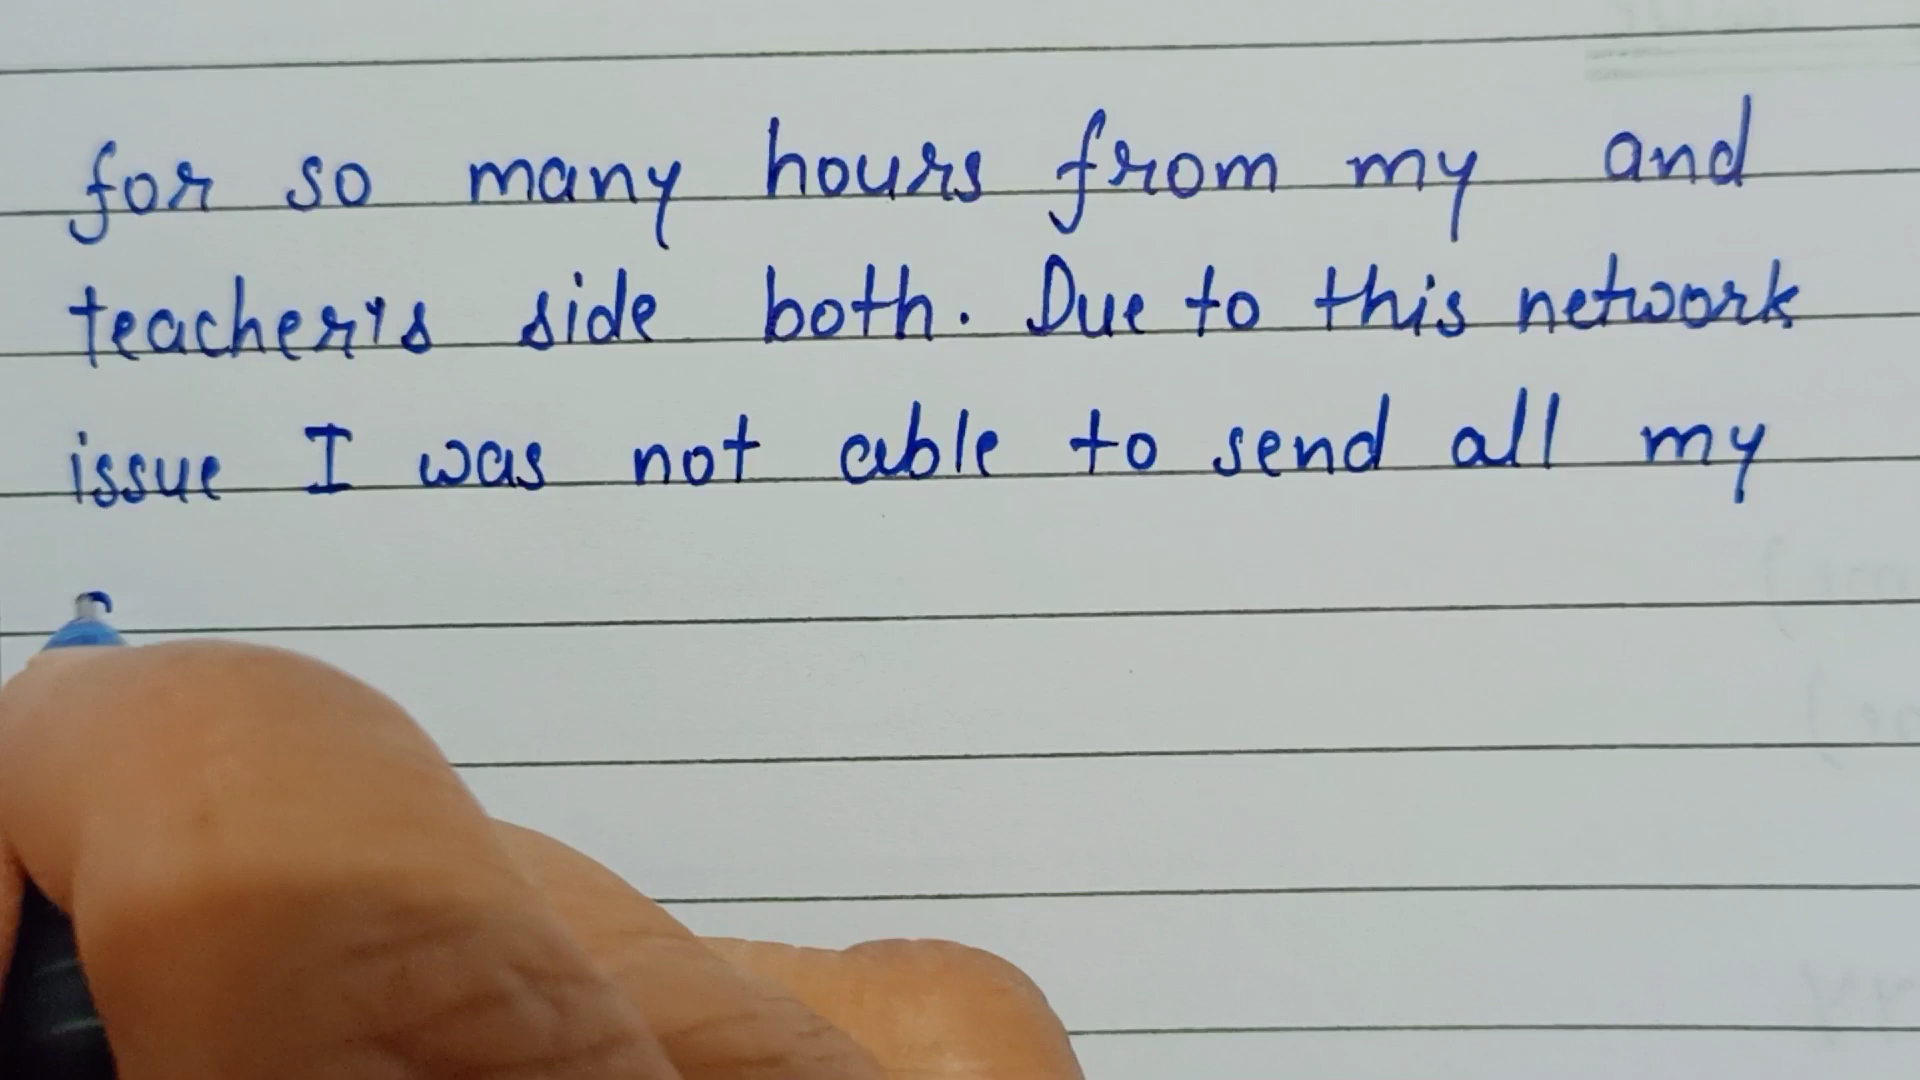 for so many hours from my and
teacher's side both. Due to this network
issue I was not able to send all my